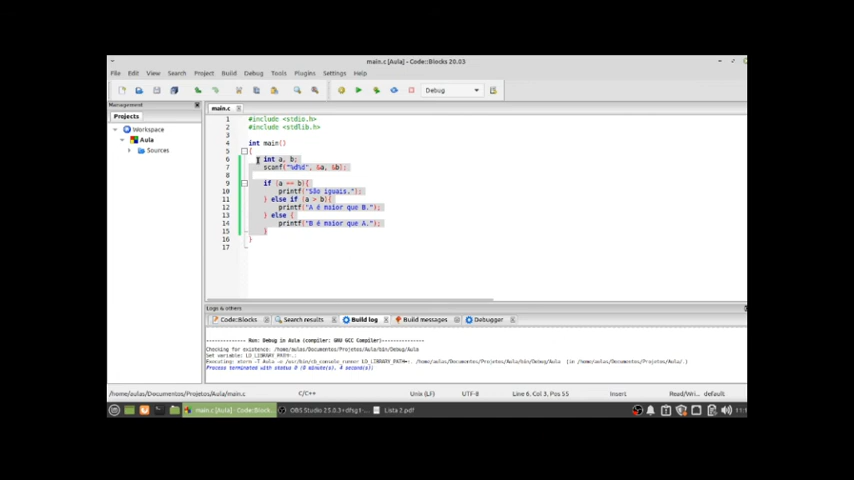 main.c [Aula] - Code::Blocks 20.03
File Edit View Search Project Build Debug Tools Plugins Settings Help
Debug
Management
Projects
Workspace
Aula
Sources
main.c
1 #include <stdio.h>
2 #include <stdlib.h>
3
4 int main()
5 {
6 int a, b;
7 scanf("%d%d", &a, &b);
8
9 if (a == b){
10 printf("São iguais.");
11 } else if (a > b){
12 printf("A é maior que B.");
13 } else {
14 printf("B é maior que A.");
15 }
16 }
17
Logs & others
Code::Blocks Search results Build log Build messages Debugger
-------------- Run: Debug in Aula (compiler: GNU GCC Compiler)---------------
Checking for existence: /home/aulas/Documentos/Projetos/Aula/bin/Debug/Aula
Set variable: LD_LIBRARY_PATH=.:
Executing: xterm -T Aula -e /usr/bin/cb_console_runner LD_LIBRARY_PATH=.: /home/aulas/Documentos/Projetos/Aula/bin/Debug/Aula (in /home/aulas/Documentos/Projetos/Aula/.)
Process terminated with status 0 (0 minute(s), 4 second(s))
/home/aulas/Documentos/Projetos/Aula/main.c C/C++ Unix (LF) UTF-8 Line 6, Col 3, Pos 55 Insert Read/Wri... default
main.c [Aula] - Code::Block... OBS Studio 25.0.3+dfsg1-... Lista 2.pdf